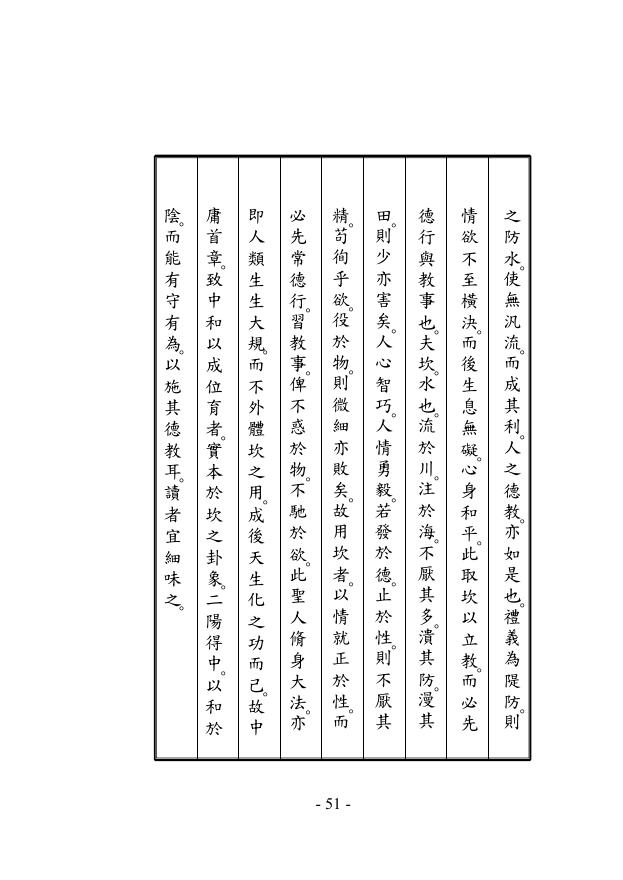 之防水。使無汎流。而成其利。人之德教。亦如是也。禮義為隄防。則
情欲不至橫決。而後生息無礙。心身和平。此取坎以立教。而必先
德行與教事也。夫坎。水也。流於川。注於海。不厭其多。潰其防。漫其
田。則少亦害矣。人心智巧。人情勇毅。若發於德。止於性。則不厭其
精。苟徇乎欲。役於物。則微細亦敗矣。故用坎者。以情就正於性。而
必先常德行。習教事。俾不惑於物。不馳於欲。此聖人脩身大法。亦
即人類生生大規。而不外體坎之用。成後天生化之功而已。故中
庸首章。致中和以成位育者。實本於坎之卦象。二陽得中。以和於
陰。而能有守有為。以施其德教耳。讀者宜細味之。
- 51 -